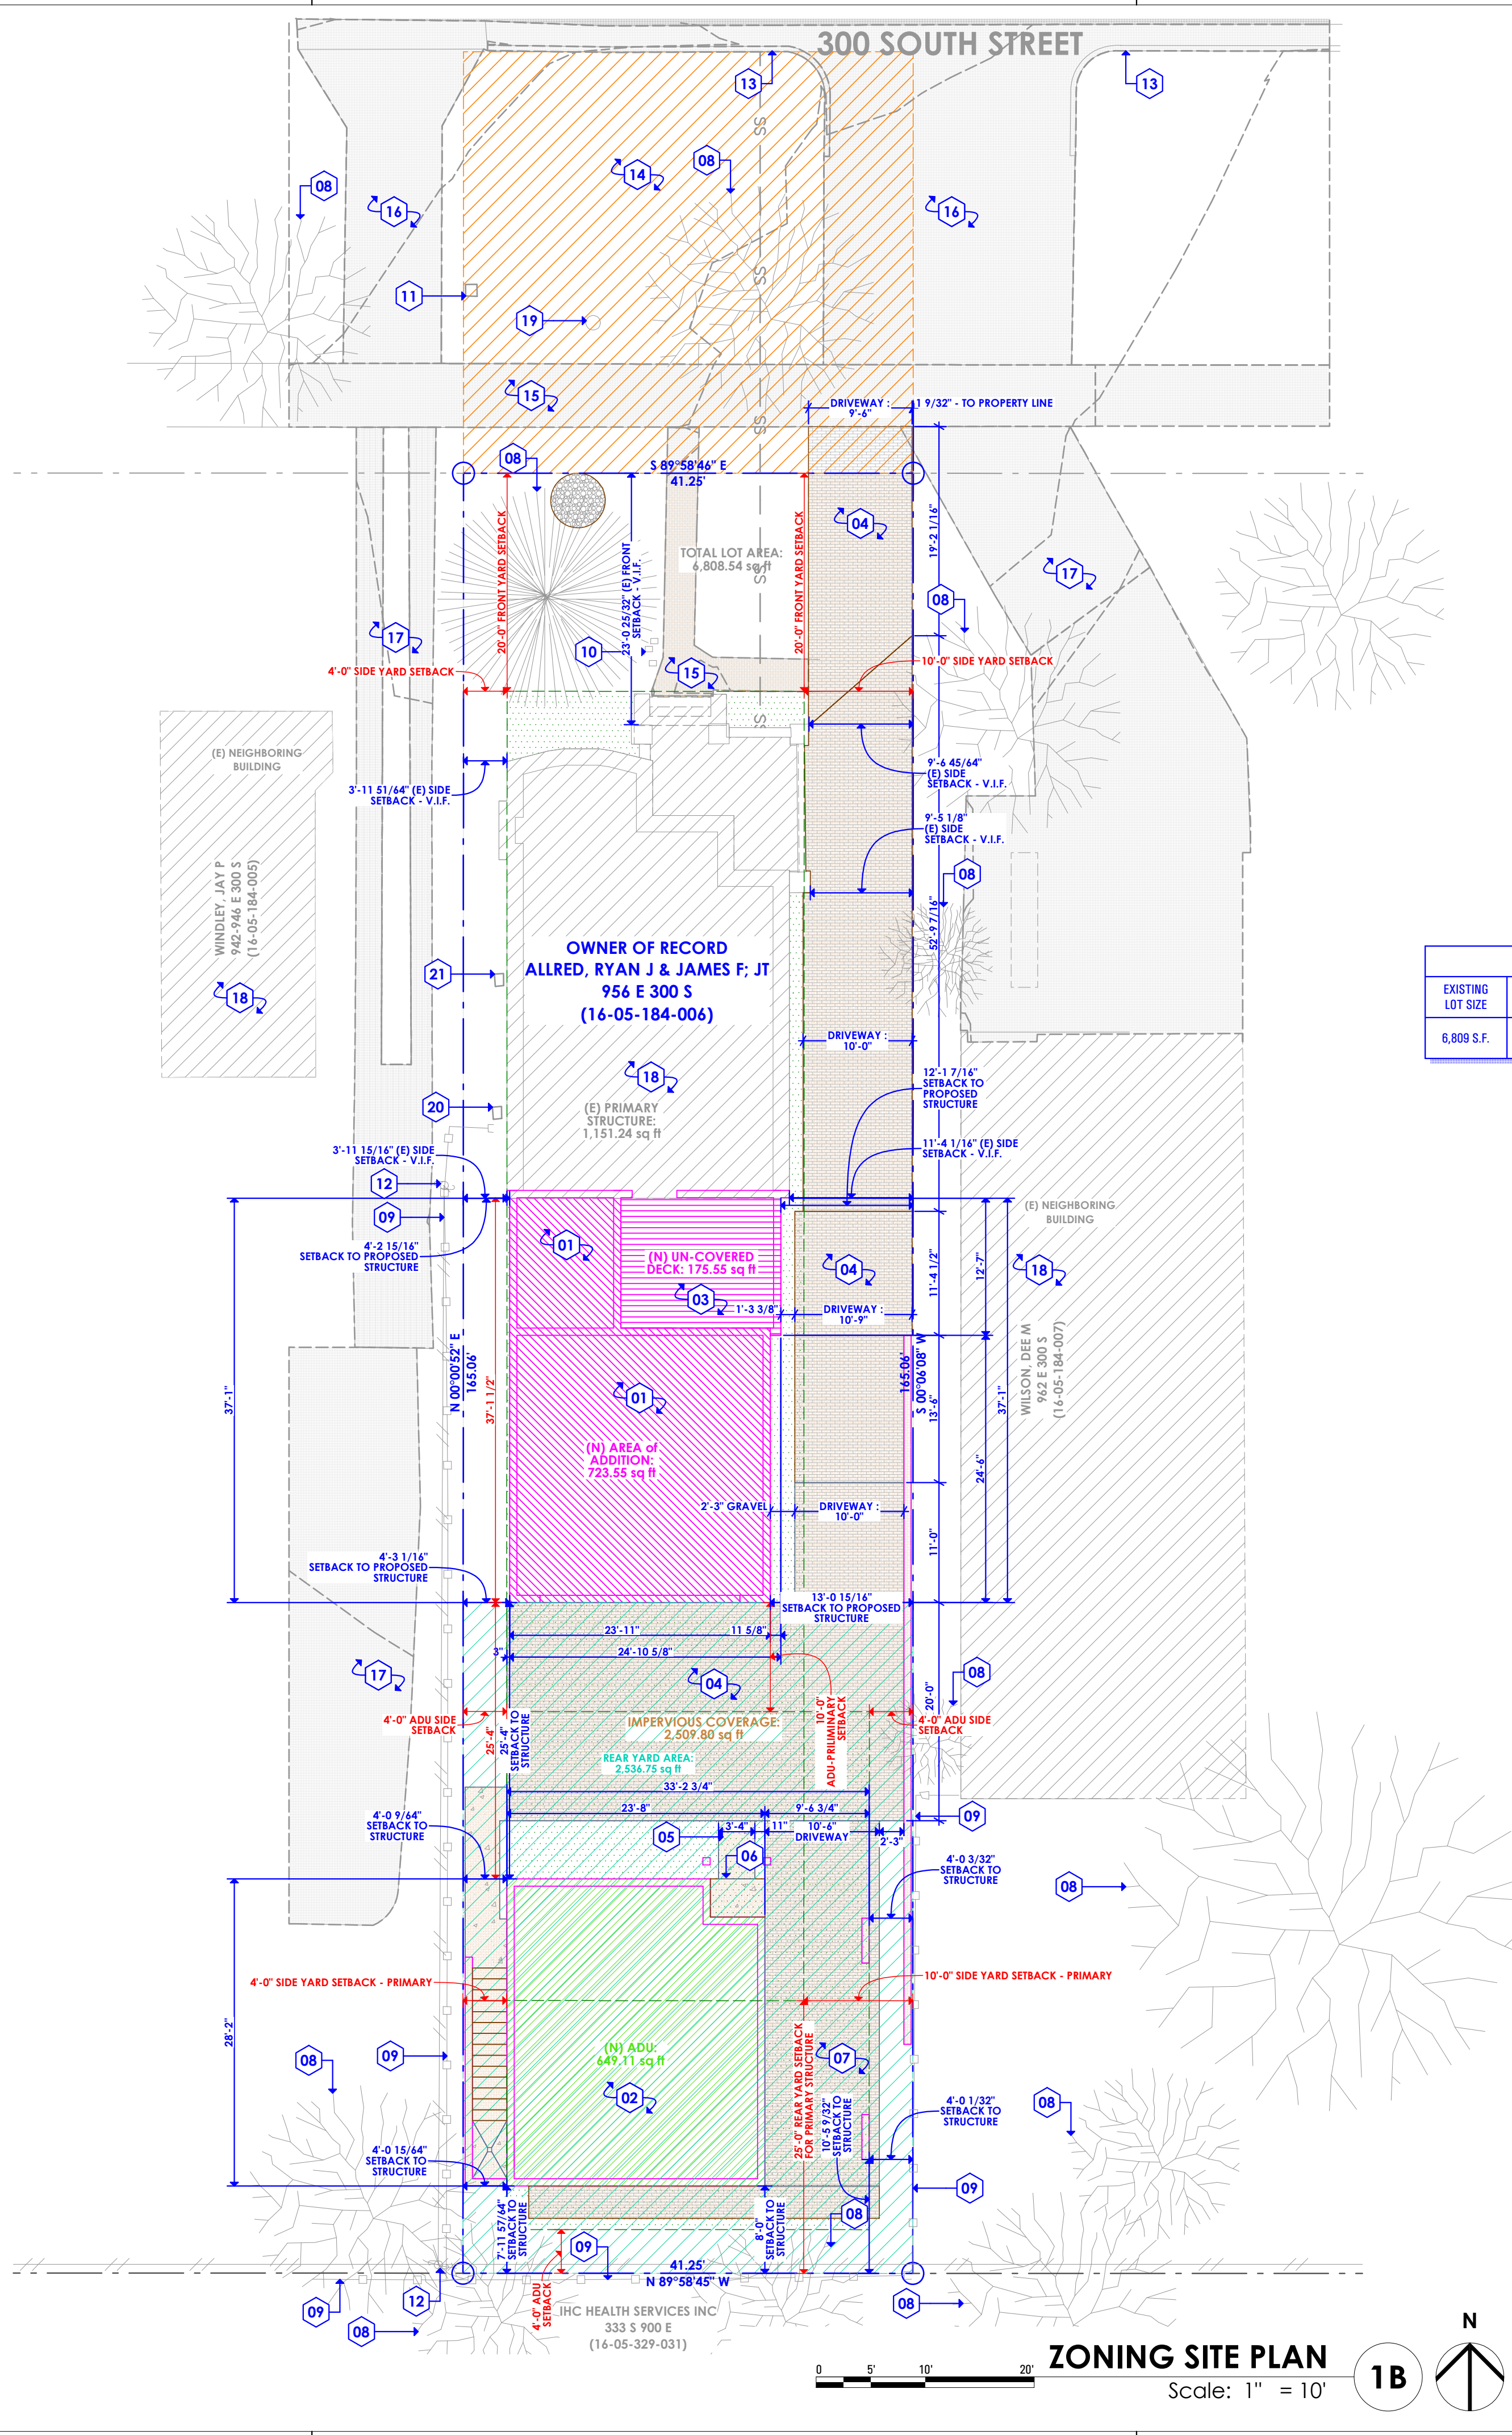 300 SOUTH STREET
13
13
14
08
08
16
16
11
19
15
DRIVEWAY :
9'-6"
1 9/32" - TO PROPERTY LINE
08
S 89°58'46" E
41.25'
04
SS
SS
SS
SS
SS
TOTAL LOT AREA:
6,808.54 sq ft
20'-0" FRONT YARD SETBACK
23'-0 25/32" (E) FRONT
SETBACK - V.I.F.
20'-0" FRONT YARD SETBACK
19'-2 1/16"
17
08
17
10
15
4'-0" SIDE YARD SETBACK
10'-0" SIDE YARD SETBACK
(E) NEIGHBORING
BUILDING
3'-11 51/64" (E) SIDE
SETBACK - V.I.F.
9'-6 45/64"
(E) SIDE
SETBACK - V.I.F.
9'-5 1/8"
(E) SIDE
SETBACK - V.I.F.
08
WINDLEY, JAY P
942-946 E 300 S
(16-05-184-005)
52'-9 7/16"
OWNER OF RECORD
ALLRED, RYAN J & JAMES F; JT
956 E 300 S
(16-05-184-006)
21
18
EXISTING
LOT SIZE
6,809 S.F.
DRIVEWAY :
10'-0"
18
12'-1 7/16"
SETBACK TO
PROPOSED
STRUCTURE
20
(E) PRIMARY
STRUCTURE:
1,151.24 sq ft
3'-11 15/16" (E) SIDE
SETBACK - V.I.F.
11'-4 1/16" (E) SIDE
SETBACK - V.I.F.
12
09
(E) NEIGHBORING
BUILDING
4'-2 15/16"
SETBACK TO PROPOSED
STRUCTURE
01
(N) UN-COVERED
DECK: 175.55 sq ft
03
04
18
11'-4 1/2"
12'-7"
1'-3 3/8"
DRIVEWAY :
10'-9"
N 00°00'52" E
165.06'
165.06'
S 00°06'08" W
WILSON, DEE M
962 E 300 S
(16-05-184-007)
37'-1"
37'-1 1/2"
01
13'-6"
37'-1"
(N) AREA of
ADDITION:
723.55 sq ft
24'-6"
2'-3" GRAVEL
DRIVEWAY :
10'-0"
11'-0"
4'-3 1/16"
SETBACK TO PROPOSED
STRUCTURE
13'-0 15/16"
SETBACK TO PROPOSED
STRUCTURE
23'-11"
11 5/8"
3"
24'-10 5/8"
17
04
08
20'-0"
4'-0" ADU SIDE
SETBACK
25'-4"
25'-4"
SETBACK TO
STRUCTURE
IMPERVIOUS COVERAGE:
2,509.80 sq ft
10'-0"
ADU-PRILIMINARY
SETBACK
4'-0" ADU SIDE
SETBACK
REAR YARD AREA:
2,536.75 sq ft
33'-2 3/4"
23'-8"
9'-6 3/4"
4'-0 9/64"
SETBACK TO
STRUCTURE
05
3'-4"
11"
10'-6"
DRIVEWAY
2'-3"
09
06
4'-0 3/32"
SETBACK TO
STRUCTURE
08
4'-0" SIDE YARD SETBACK - PRIMARY
10'-0" SIDE YARD SETBACK - PRIMARY
28'-2"
(N) ADU:
649.11 sq ft
08
09
02
07
25'-0" REAR YARD SETBACK
FOR PRIMARY STRUCTURE
10'-5 9/32"
SETBACK TO
STRUCTURE
4'-0 1/32"
SETBACK TO
STRUCTURE
08
4'-0 15/64"
SETBACK TO
STRUCTURE
09
7'-11 57/64"
SETBACK TO
STRUCTURE
8'-0"
SETBACK TO
STRUCTURE
08
09
41.25'
N 89°58'45" W
4'-0" ADU
SETBACK
09
12
08
08
IHC HEALTH SERVICES INC
333 S 900 E
(16-05-329-031)
0 5' 10' 20'
ZONING SITE PLAN
Scale: 1" = 10'
1B
N